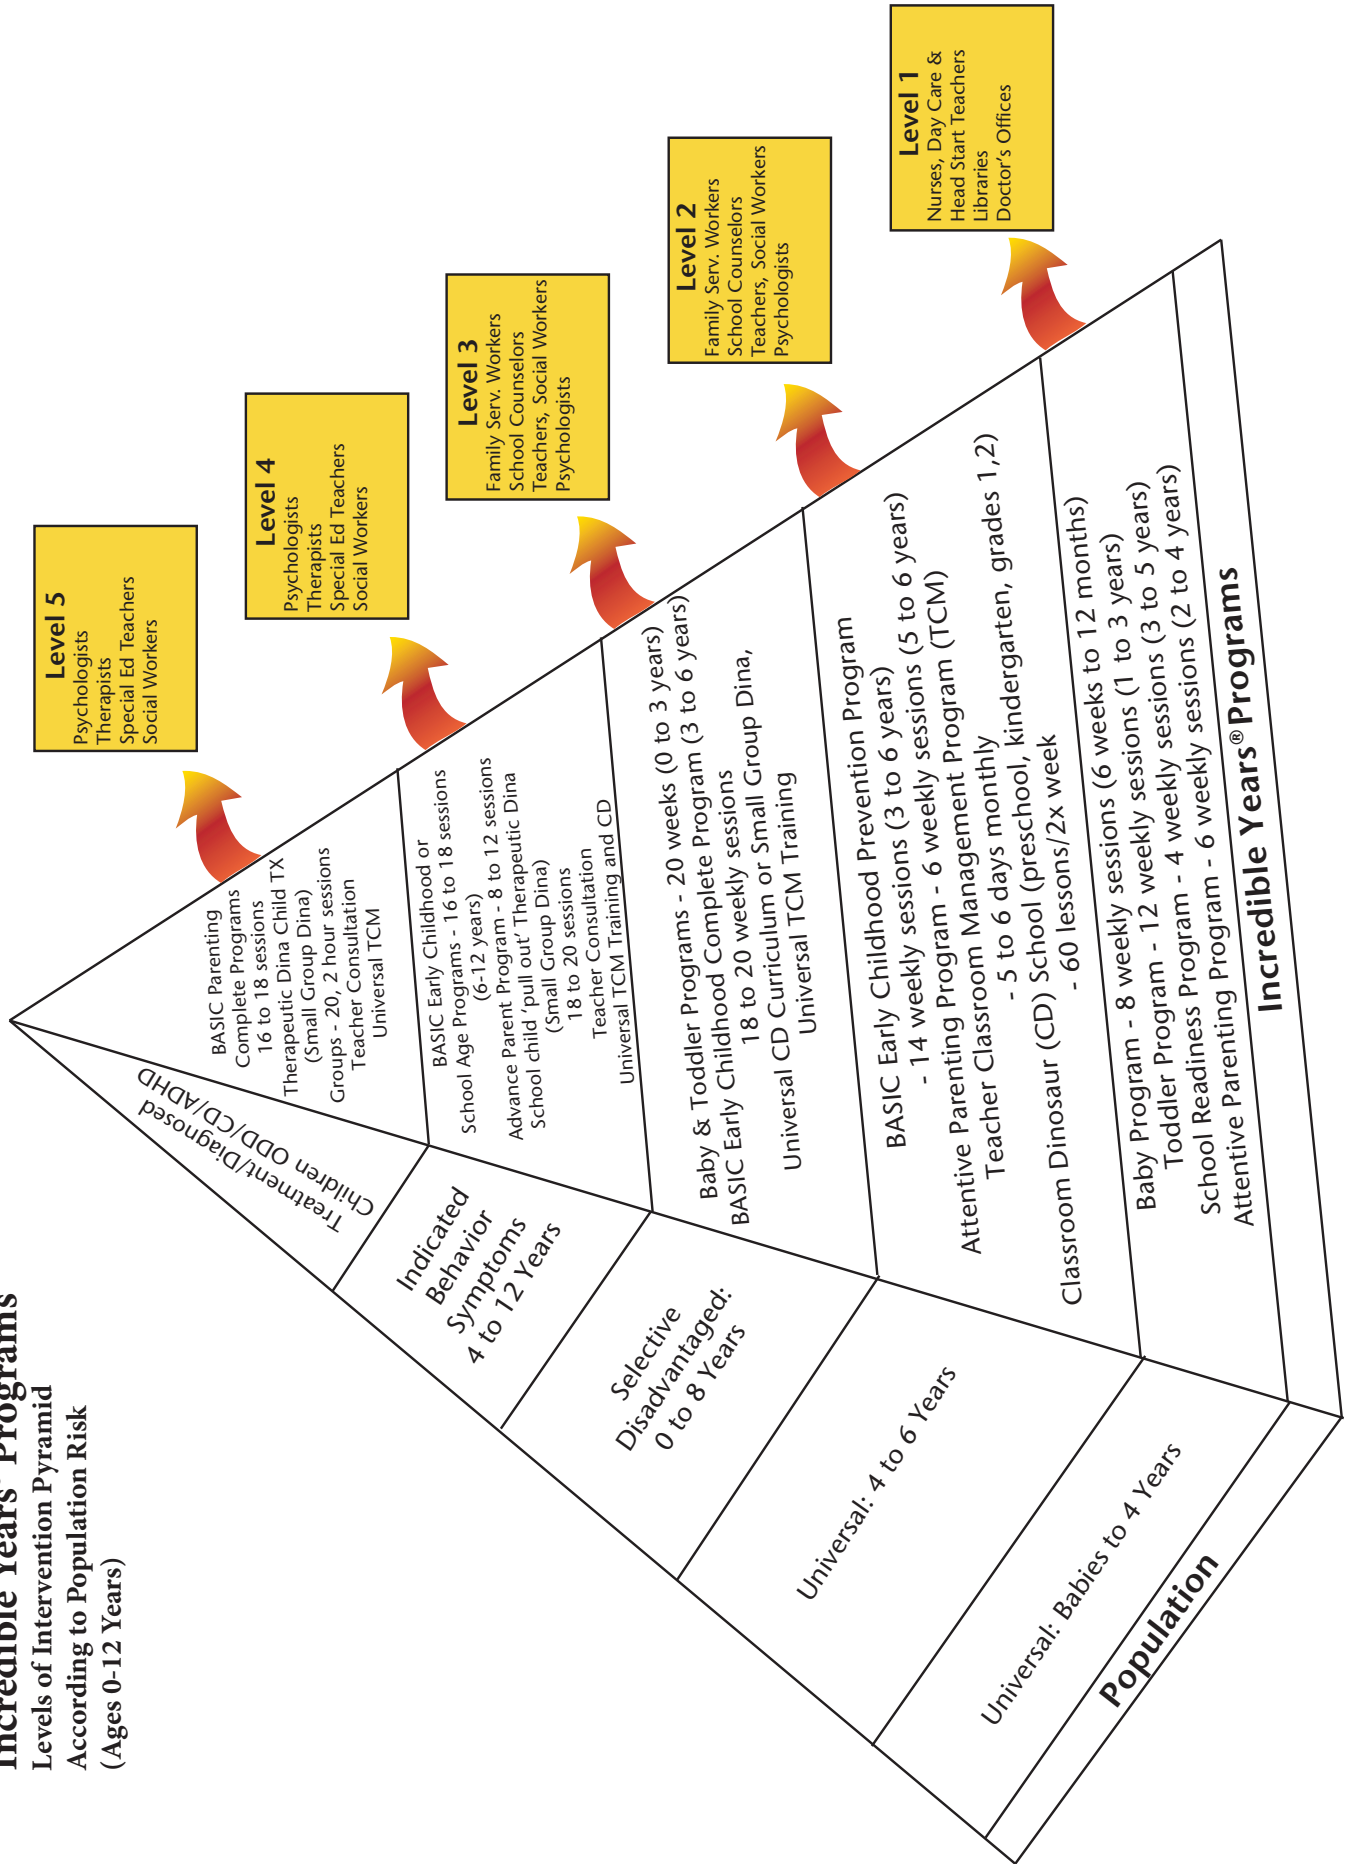 Incredible Years® Programs
Levels of Intervention Pyramid
According to Population Risk
(Ages 0-12 Years)
Treatment/Diagnosed
Children ODD/CD/ADHD
BASIC Parenting
Complete Programs
16 to 18 sessions
Therapeutic Dina Child TX
(Small Group Dina)
Groups - 20, 2 hour sessions
Teacher Consultation
Universal TCM
Level 5
Psychologists
Therapists
Special Ed Teachers
Social Workers
Indicated
Behavior
Symptoms
4 to 12 Years
BASIC Early Childhood or
School Age Programs - 16 to 18 sessions
(6-12 years)
Advance Parent Program - 8 to 12 sessions
School child ‘pull out’ Therapeutic Dina
(Small Group Dina)
18 to 20 sessions
Teacher Consultation
Universal TCM Training and CD
Level 4
Psychologists
Therapists
Special Ed Teachers
Social Workers
Selective
Disadvantaged:
0 to 8 Years
Baby & Toddler Programs - 20 weeks (0 to 3 years)
BASIC Early Childhood Complete Program (3 to 6 years)
18 to 20 weekly sessions
Universal CD Curriculum or Small Group Dina,
Universal TCM Training
Level 3
Family Serv. Workers
School Counselors
Teachers, Social Workers
Psychologists
Universal: 4 to 6 Years
BASIC Early Childhood Prevention Program
- 14 weekly sessions (3 to 6 years)
Attentive Parenting Program - 6 weekly sessions (5 to 6 years)
Teacher Classroom Management Program (TCM)
- 5 to 6 days monthly
Classroom Dinosaur (CD) School (preschool, kindergarten, grades 1,2)
- 60 lessons/2x week
Level 2
Family Serv. Workers
School Counselors
Teachers, Social Workers
Psychologists
Universal: Babies to 4 Years
Baby Program - 8 weekly sessions (6 weeks to 12 months)
Toddler Program - 12 weekly sessions (1 to 3 years)
School Readiness Program - 4 weekly sessions (3 to 5 years)
Attentive Parenting Program - 6 weekly sessions (2 to 4 years)
Level 1
Nurses, Day Care &
Head Start Teachers
Libraries
Doctor's Offices
Population
Incredible Years® Programs